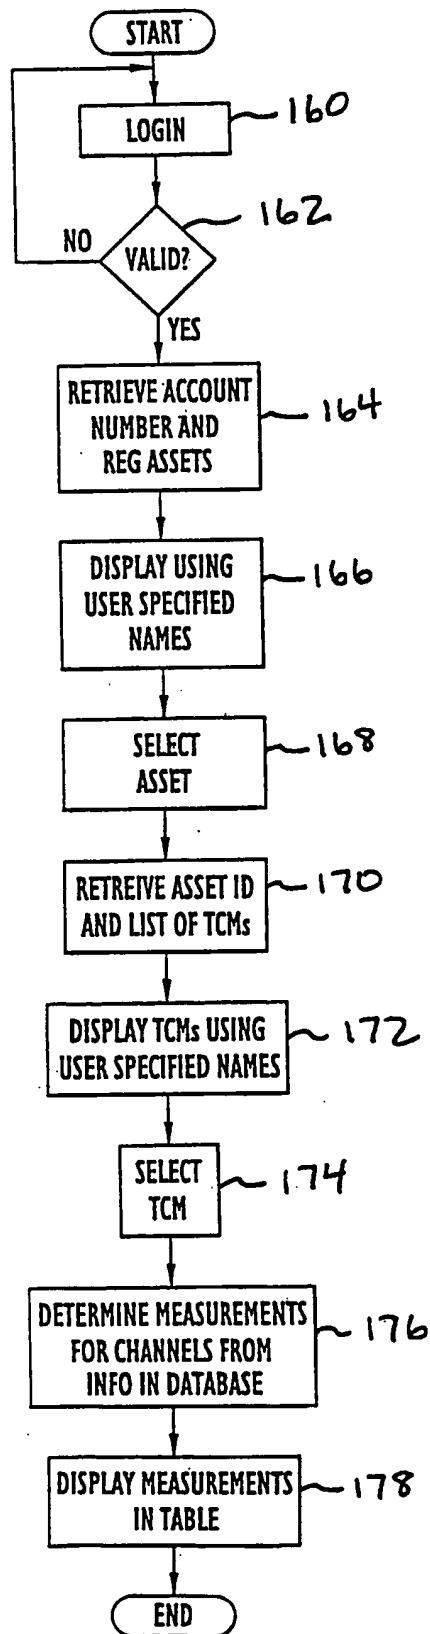 START
LOGIN
160
162
NO
VALID?
YES
RETRIEVE ACCOUNT
NUMBER AND
REG ASSETS
164
DISPLAY USING
USER SPECIFIED
NAMES
166
SELECT
ASSET
168
RETREIVE ASSET ID
AND LIST OF TCMs
170
DISPLAY TCMs USING
USER SPECIFIED NAMES
172
SELECT
TCM
174
DETERMINE MEASUREMENTS
FOR CHANNELS FROM
INFO IN DATABASE
176
DISPLAY MEASUREMENTS
IN TABLE
178
END